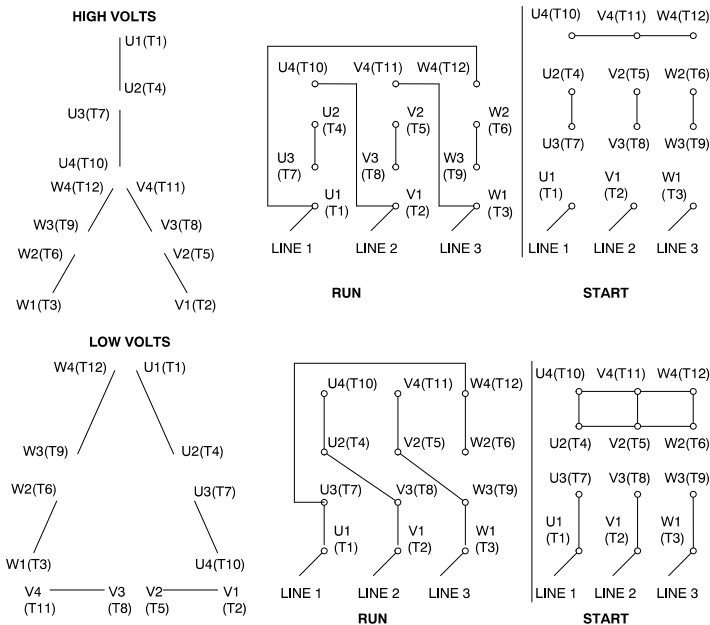 HIGH VOLTS
U1(T1)
U2(T4)
U3(T7)
U4(T10)
W4(T12) V4(T11)
W3(T9) V3(T8)
W2(T6) V2(T5)
W1(T3) V1(T2)
U4(T10) V4(T11) W4(T12)
U2
(T4)
V2
(T5)
W2
(T6)
U3
(T7)
V3
(T8)
W3
(T9)
U1
(T1)
V1
(T2)
W1
(T3)
LINE 1 LINE 2 LINE 3
RUN
U4(T10) V4(T11) W4(T12)
U2(T4) V2(T5) W2(T6)
U3(T7) V3(T8) W3(T9)
U1
(T1)
V1
(T2)
W1
(T3)
LINE 1 LINE 2 LINE 3
START
LOW VOLTS
W4(T12) U1(T1)
W3(T9) U2(T4)
W2(T6) U3(T7)
W1(T3) U4(T10)
V4
(T11)
V3
(T8)
V2
(T5)
V1
(T2)
U4(T10) V4(T11) W4(T12)
U2(T4) V2(T5) W2(T6)
U3(T7) V3(T8) W3(T9)
U1
(T1)
V1
(T2)
W1
(T3)
LINE 1 LINE 2 LINE 3
RUN
U4(T10) V4(T11) W4(T12)
U2(T4) V2(T5) W2(T6)
U3(T7) V3(T8) W3(T9)
U1
(T1)
V1
(T2)
W1
(T3)
LINE 1 LINE 2 LINE 3
START